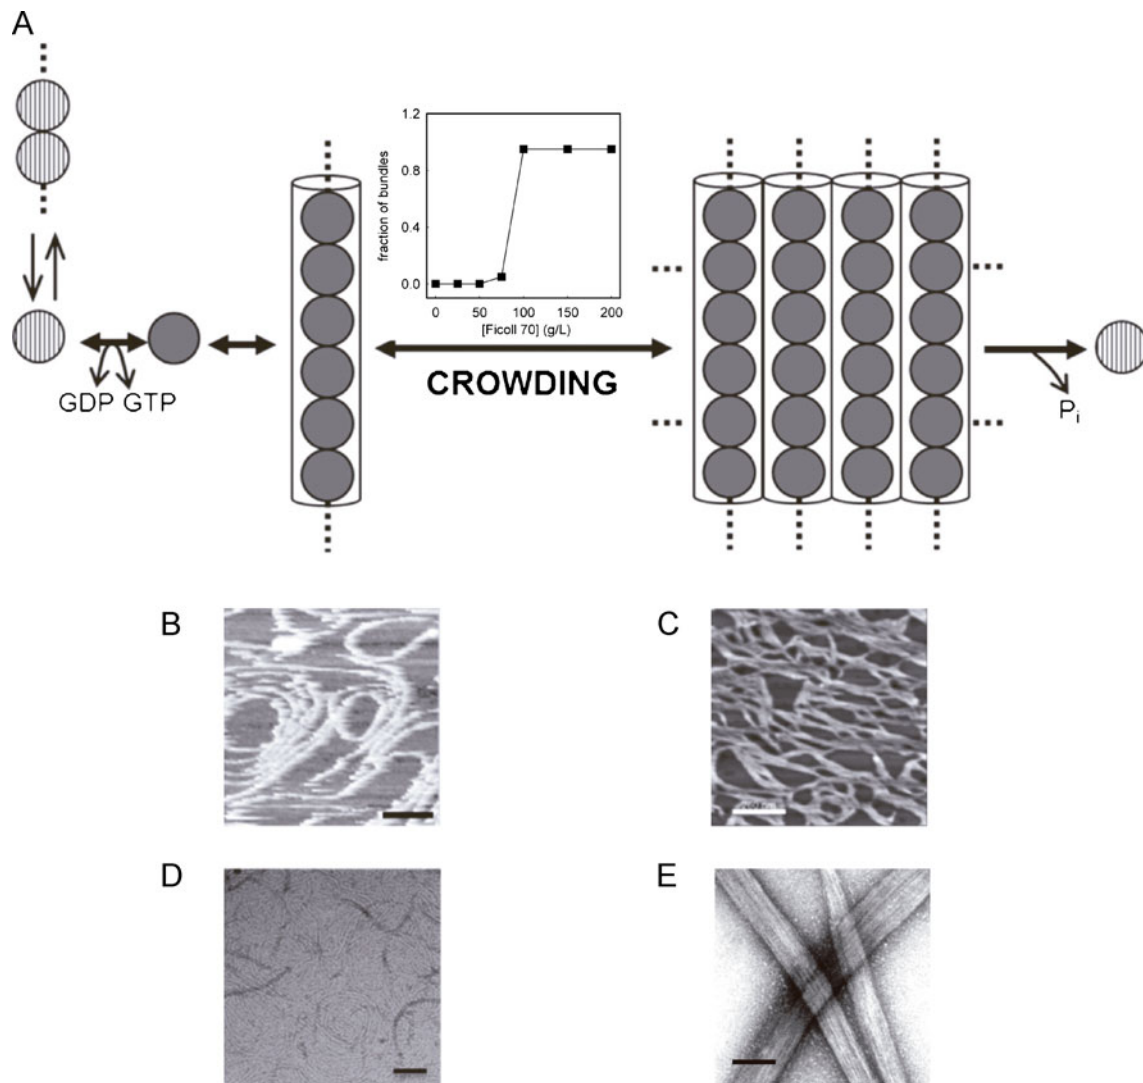 A
1.2
0.8
0.4
0.0
fraction of bundles
0 50 100 150 200
[Ficoll 70] (g/L)
CROWDING
GDP GTP
Pi
B
C
D
E